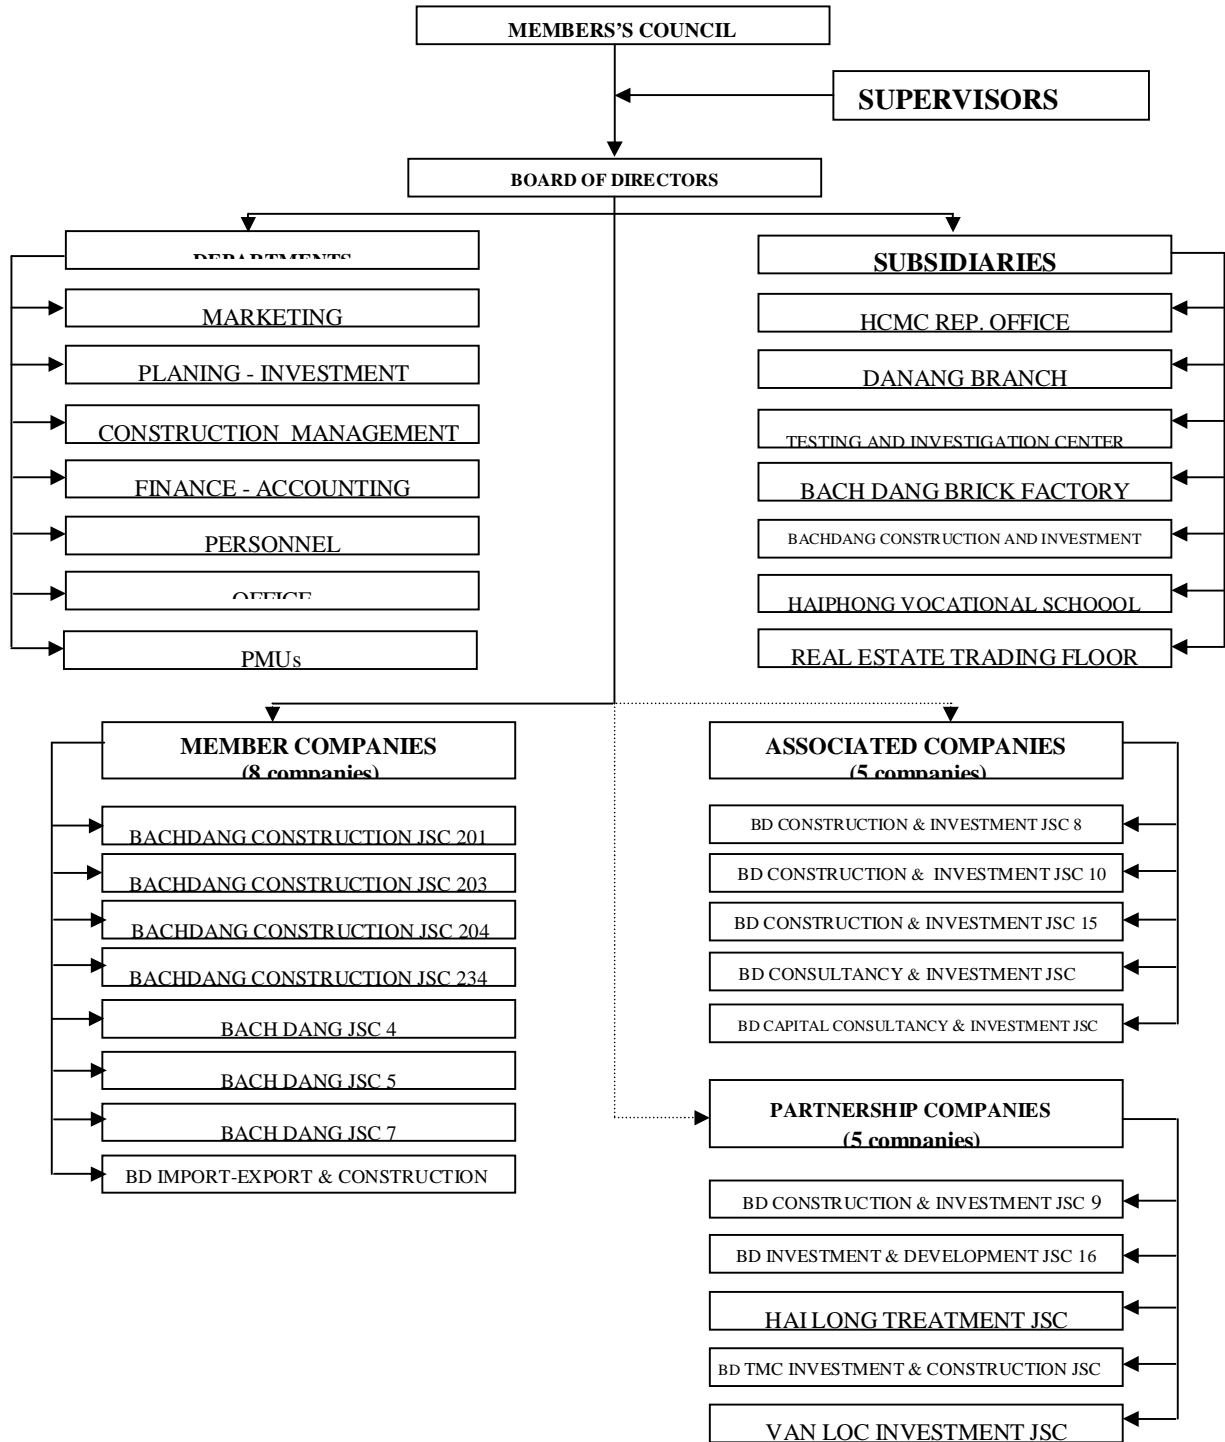 MEMBERS'S COUNCIL
SUPERVISORS
BOARD OF DIRECTORS
DEPARTMENTS
MARKETING
PLANING - INVESTMENT
CONSTRUCTION MANAGEMENT
FINANCE - ACCOUNTING
PERSONNEL
OFFICE
PMUs
SUBSIDIARIES
HCMC REP. OFFICE
DANANG BRANCH
TESTING AND INVESTIGATION CENTER
BACH DANG BRICK FACTORY
BACHDANG CONSTRUCTION AND INVESTMENT
HAIPHONG VOCATIONAL SCHOOOL
REAL ESTATE TRADING FLOOR
MEMBER COMPANIES
(8 companies)
BACHDANG CONSTRUCTION JSC 201
BACHDANG CONSTRUCTION JSC 203
BACHDANG CONSTRUCTION JSC 204
BACHDANG CONSTRUCTION JSC 234
BACH DANG JSC 4
BACH DANG JSC 5
BACH DANG JSC 7
BD IMPORT-EXPORT & CONSTRUCTION
ASSOCIATED COMPANIES
(5 companies)
BD CONSTRUCTION & INVESTMENT JSC 8
BD CONSTRUCTION & INVESTMENT JSC 10
BD CONSTRUCTION & INVESTMENT JSC 15
BD CONSULTANCY & INVESTMENT JSC
BD CAPITAL CONSULTANCY & INVESTMENT JSC
PARTNERSHIP COMPANIES
(5 companies)
BD CONSTRUCTION & INVESTMENT JSC 9
BD INVESTMENT & DEVELOPMENT JSC 16
HAI LONG TREATMENT JSC
BD TMC INVESTMENT & CONSTRUCTION JSC
VAN LOC INVESTMENT JSC